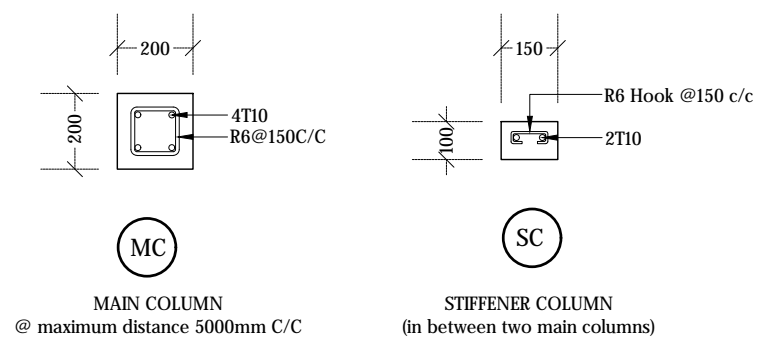 200
200
4T10
R6@150C/C
MC
MAIN COLUMN
@ maximum distance 5000mm C/C
150
100
R6 Hook @150 c/c
2T10
SC
STIFFENER COLUMN
(in between two main columns)